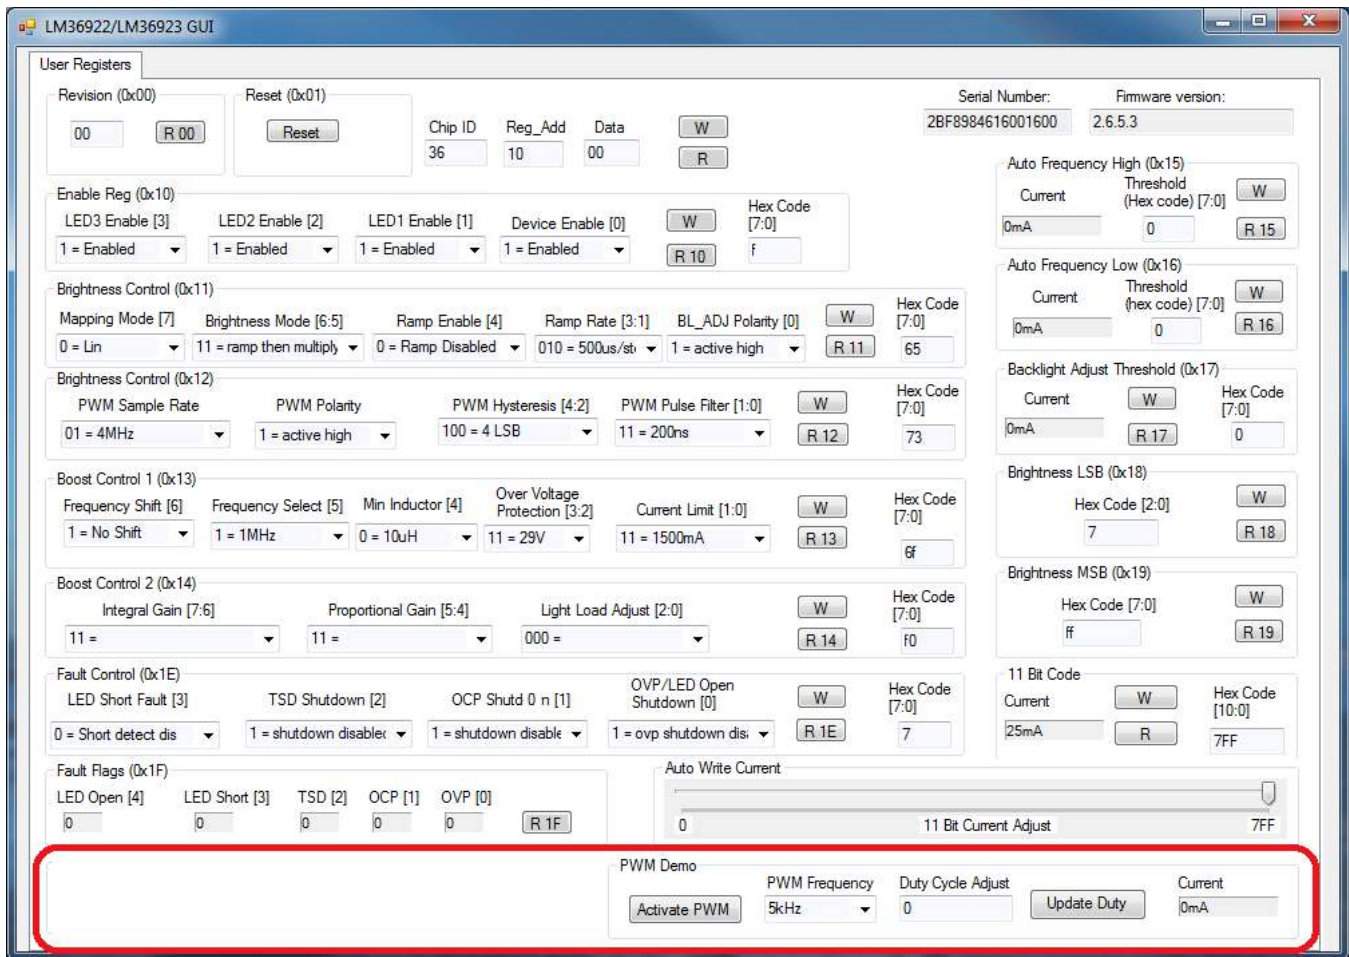 LM36922/LM36923 GUI
User Registers
Revision (0x00)
00
R 00
Reset (0x01)
Reset
Chip ID Reg_Add Data
36 10 00
W
R
Serial Number: Firmware version:
2BF8984616001600 2.6.5.3
Enable Reg (0x10)
LED3 Enable [3] LED2 Enable [2] LED1 Enable [1] Device Enable [0]
1 = Enabled 1 = Enabled 1 = Enabled 1 = Enabled
W
R 10
Hex Code
[7:0]
f
Brightness Control (0x11)
Mapping Mode [7] Brightness Mode [6:5] Ramp Enable [4] Ramp Rate [3:1] BL_ADJ Polarity [0]
0 = Lin 11 = ramp then multiply 0 = Ramp Disabled 010 = 500us/st 1 = active high
W
R 11
Hex Code
[7:0]
65
Brightness Control (0x12)
PWM Sample Rate PWM Polarity PWM Hysteresis [4:2] PWM Pulse Filter [1:0]
01 = 4MHz 1 = active high 100 = 4 LSB 11 = 200ns
W
R 12
Hex Code
[7:0]
73
Boost Control 1 (0x13)
Frequency Shift [6] Frequency Select [5] Min Inductor [4] Over Voltage
Protection [3:2] Current Limit [1:0]
1 = No Shift 1 = 1MHz 0 = 10uH 11 = 29V 11 = 1500mA
W
R 13
Hex Code
[7:0]
6f
Boost Control 2 (0x14)
Integral Gain [7:6] Proportional Gain [5:4] Light Load Adjust [2:0]
11 = 11 = 000 =
W
R 14
Hex Code
[7:0]
f0
Fault Control (0x1E)
LED Short Fault [3] TSD Shutdown [2] OCP Shutd 0 n [1] OVP/LED Open
Shutdown [0]
0 = Short detect dis 1 = shutdown disablec 1 = shutdown disable 1 = ovp shutdown dis
W
R 1E
Hex Code
[7:0]
7
Fault Flags (0x1F)
LED Open [4] LED Short [3] TSD [2] OCP [1] OVP [0]
0 0 0 0 0
R 1F
Auto Frequency High (0x15)
Current Threshold
(Hex code) [7:0]
0mA 0
W
R 15
Auto Frequency Low (0x16)
Current Threshold
(hex code) [7:0]
0mA 0
W
R 16
Backlight Adjust Threshold (0x17)
Current
0mA
W
R 17
Hex Code
[7:0]
0
Brightness LSB (0x18)
Hex Code [2:0]
7
W
R 18
Brightness MSB (0x19)
Hex Code [7:0]
ff
W
R 19
11 Bit Code
Current
25mA
W
R
Hex Code
[10:0]
7FF
Auto Write Current
0 11 Bit Current Adjust 7FF
PWM Demo
Activate PWM
PWM Frequency
5kHz
Duty Cycle Adjust
0
Update Duty
Current
0mA